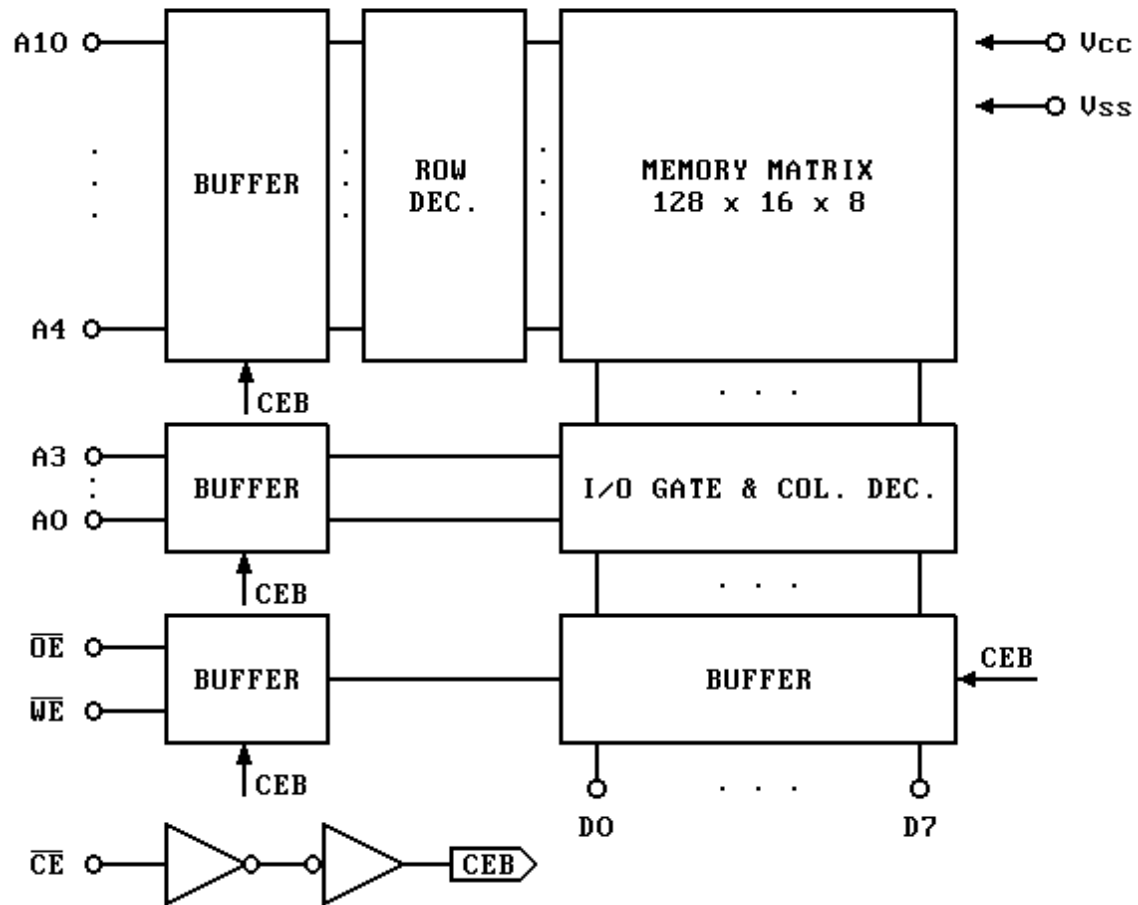 A10
Vcc
Vss
BUFFER
ROW
DEC.
MEMORY MATRIX
128 x 16 x 8
A4
CEB
A3
BUFFER
I/O GATE & COL. DEC.
A0
CEB
OE
BUFFER
BUFFER
CEB
WE
CEB
D0
D7
CE
CEB